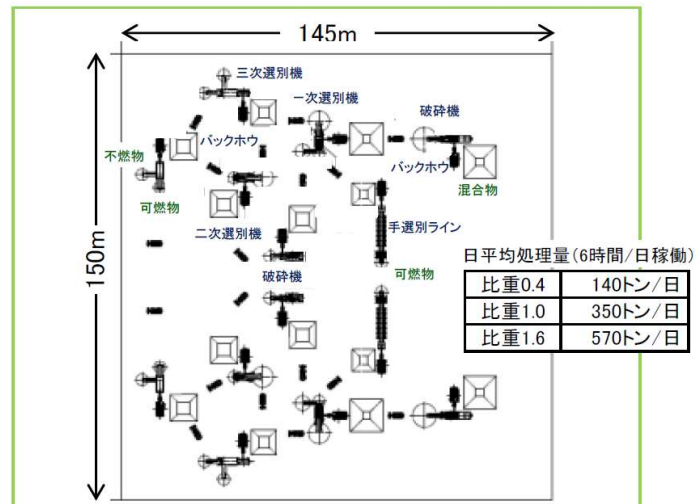 145m
三次選別機
一次選別機
破砕機
バックホウ
バックホウ
不燃物
混合物
可燃物
二次選別機
手選別ライン
150m
破砕機
可燃物
日平均処理量(6時間/日稼働)
比重0.4 140トン/日
比重1.0 350トン/日
比重1.6 570トン/日